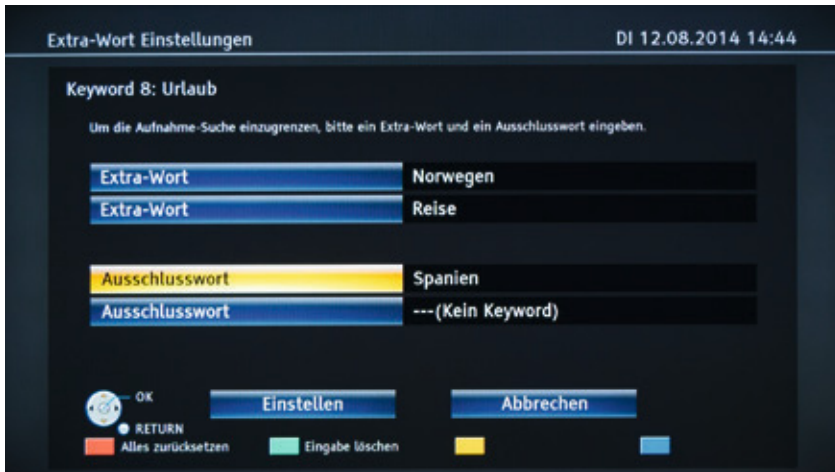 Extra-Wort Einstellungen DI 12.08.2014 14:44
Keyword 8: Urlaub
Um die Aufnahme-Suche einzugrenzen, bitte ein Extra-Wort und ein Ausschlusswort eingeben.
Extra-Wort Norwegen
Extra-Wort Reise
Ausschlusswort Spanien
Ausschlusswort ---(Kein Keyword)
OK
Einstellen Abbrechen
RETURN
Alles zurücksetzen Eingabe löschen